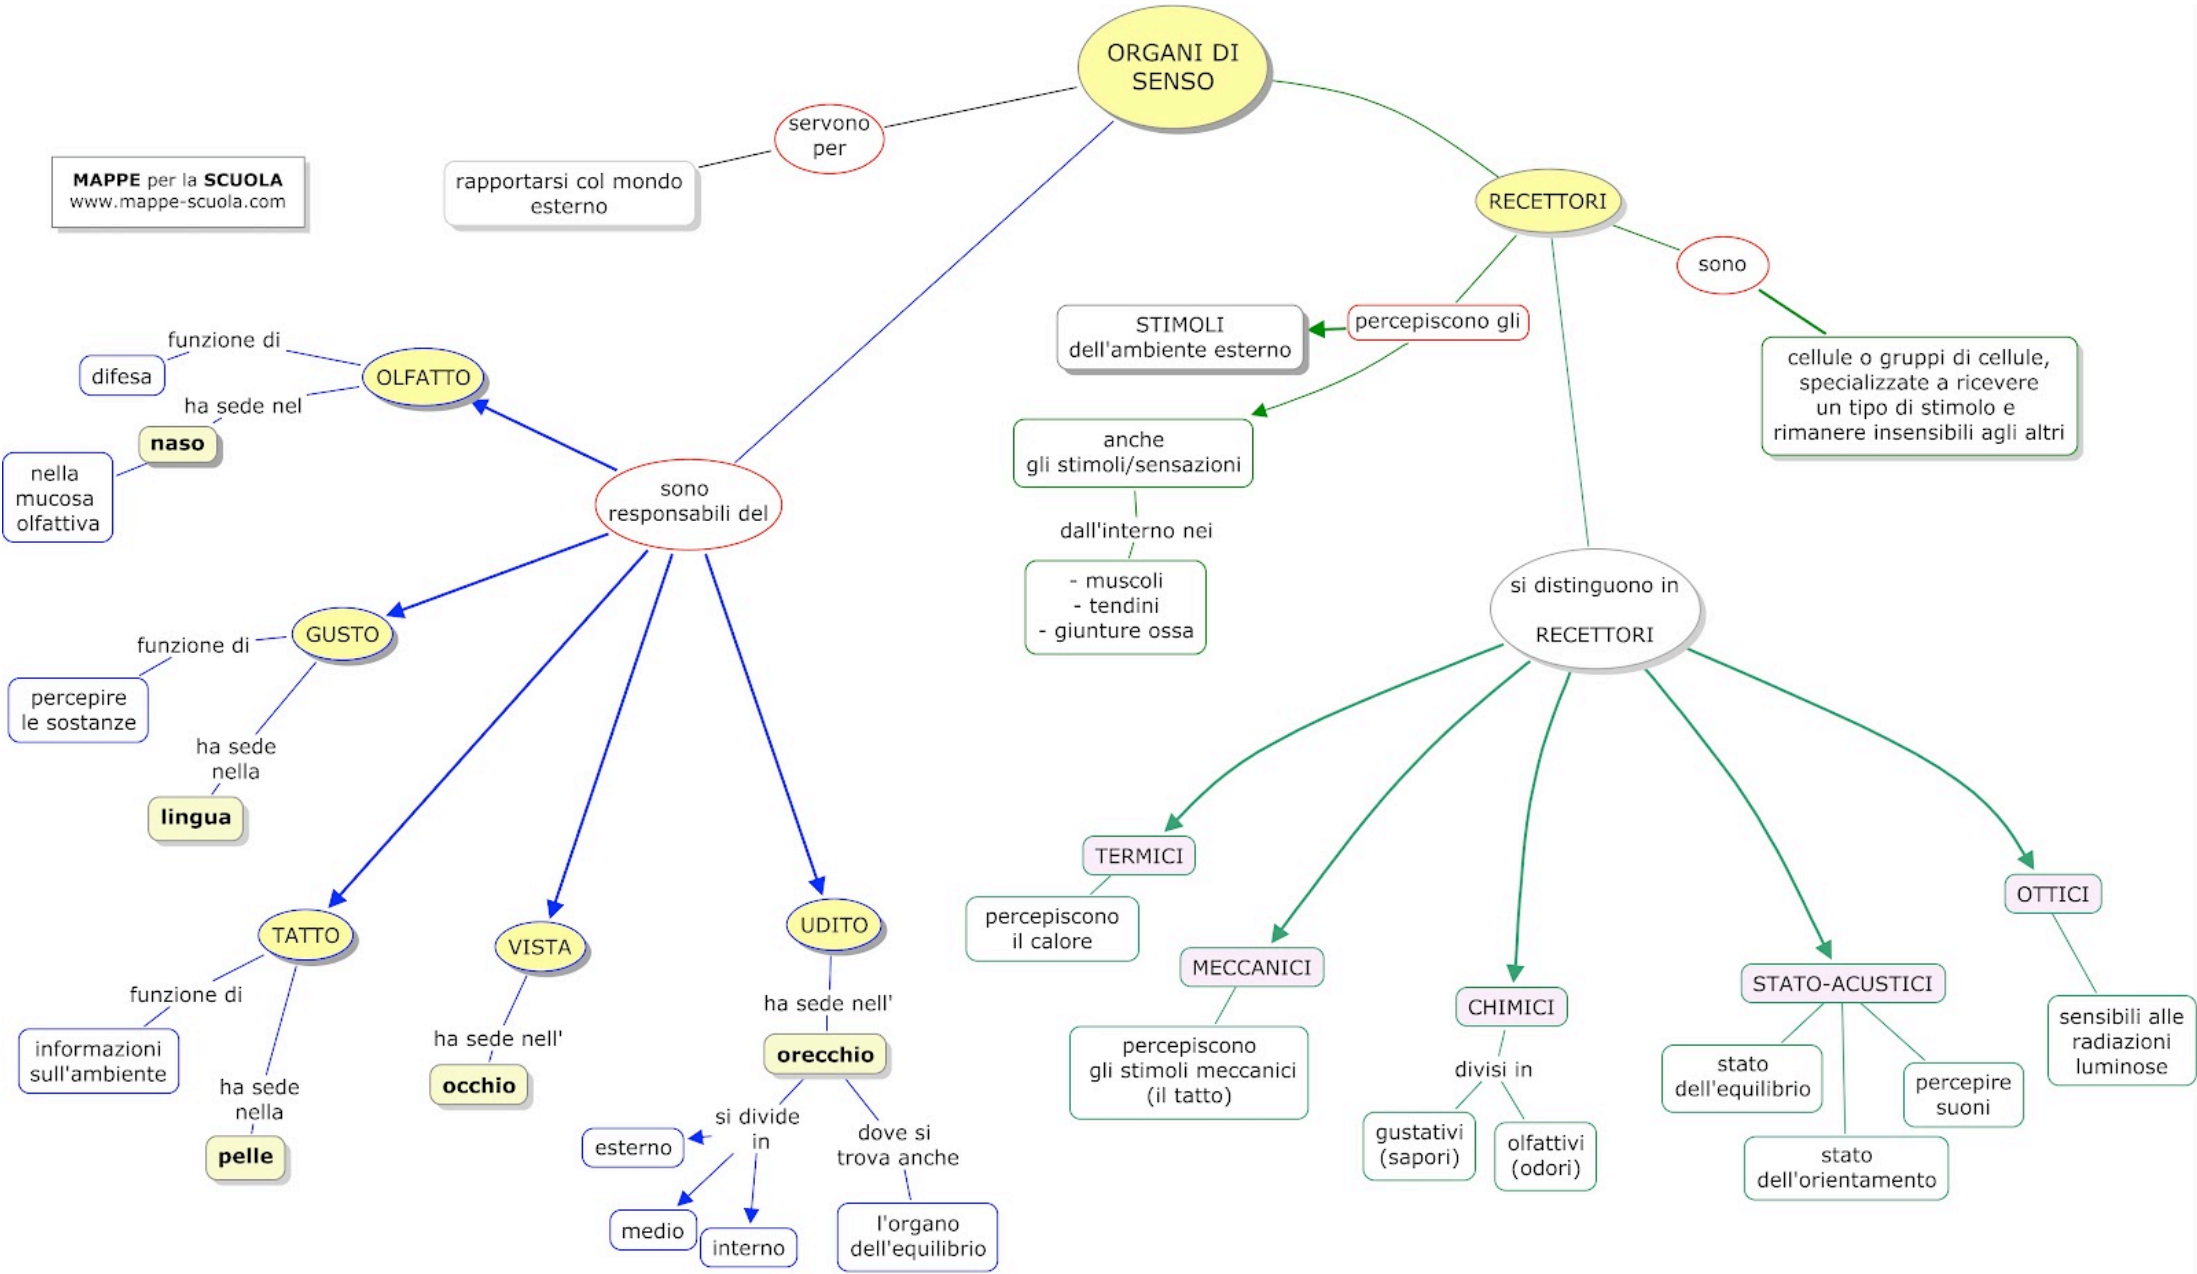 ORGANI DI
SENSO
servono
per
rapportarsi col mondo
esterno
MAPPE per la SCUOLA
www.mappe-scuola.com
RECETTORI
sono
cellule o gruppi di cellule,
specializzate a ricevere
un tipo di stimolo e
rimanere insensibili agli altri
percepiscono gli
STIMOLI
dell'ambiente esterno
anche
gli stimoli/sensazioni
dall'interno nei
- muscoli
- tendini
- giunture ossa
si distinguono in
RECETTORI
TERMICI
percepiscono
il calore
MECCANICI
percepiscono
gli stimoli meccanici
(il tatto)
CHIMICI
divisi in
gustativi
(sapori)
olfattivi
(odori)
STATO-ACUSTICI
stato
dell'equilibrio
stato
dell'orientamento
percepire
suoni
OTTICI
sensibili alle
radiazioni
luminose
sono
responsabili del
OLFATTO
funzione di
difesa
ha sede nel
naso
nella
mucosa
olfattiva
GUSTO
funzione di
percepire
le sostanze
ha sede
nella
lingua
TATTO
funzione di
informazioni
sull'ambiente
ha sede
nella
pelle
VISTA
ha sede nell'
occhio
UDITO
ha sede nell'
orecchio
si divide
in
esterno
medio
interno
dove si
trova anche
l'organo
dell'equilibrio